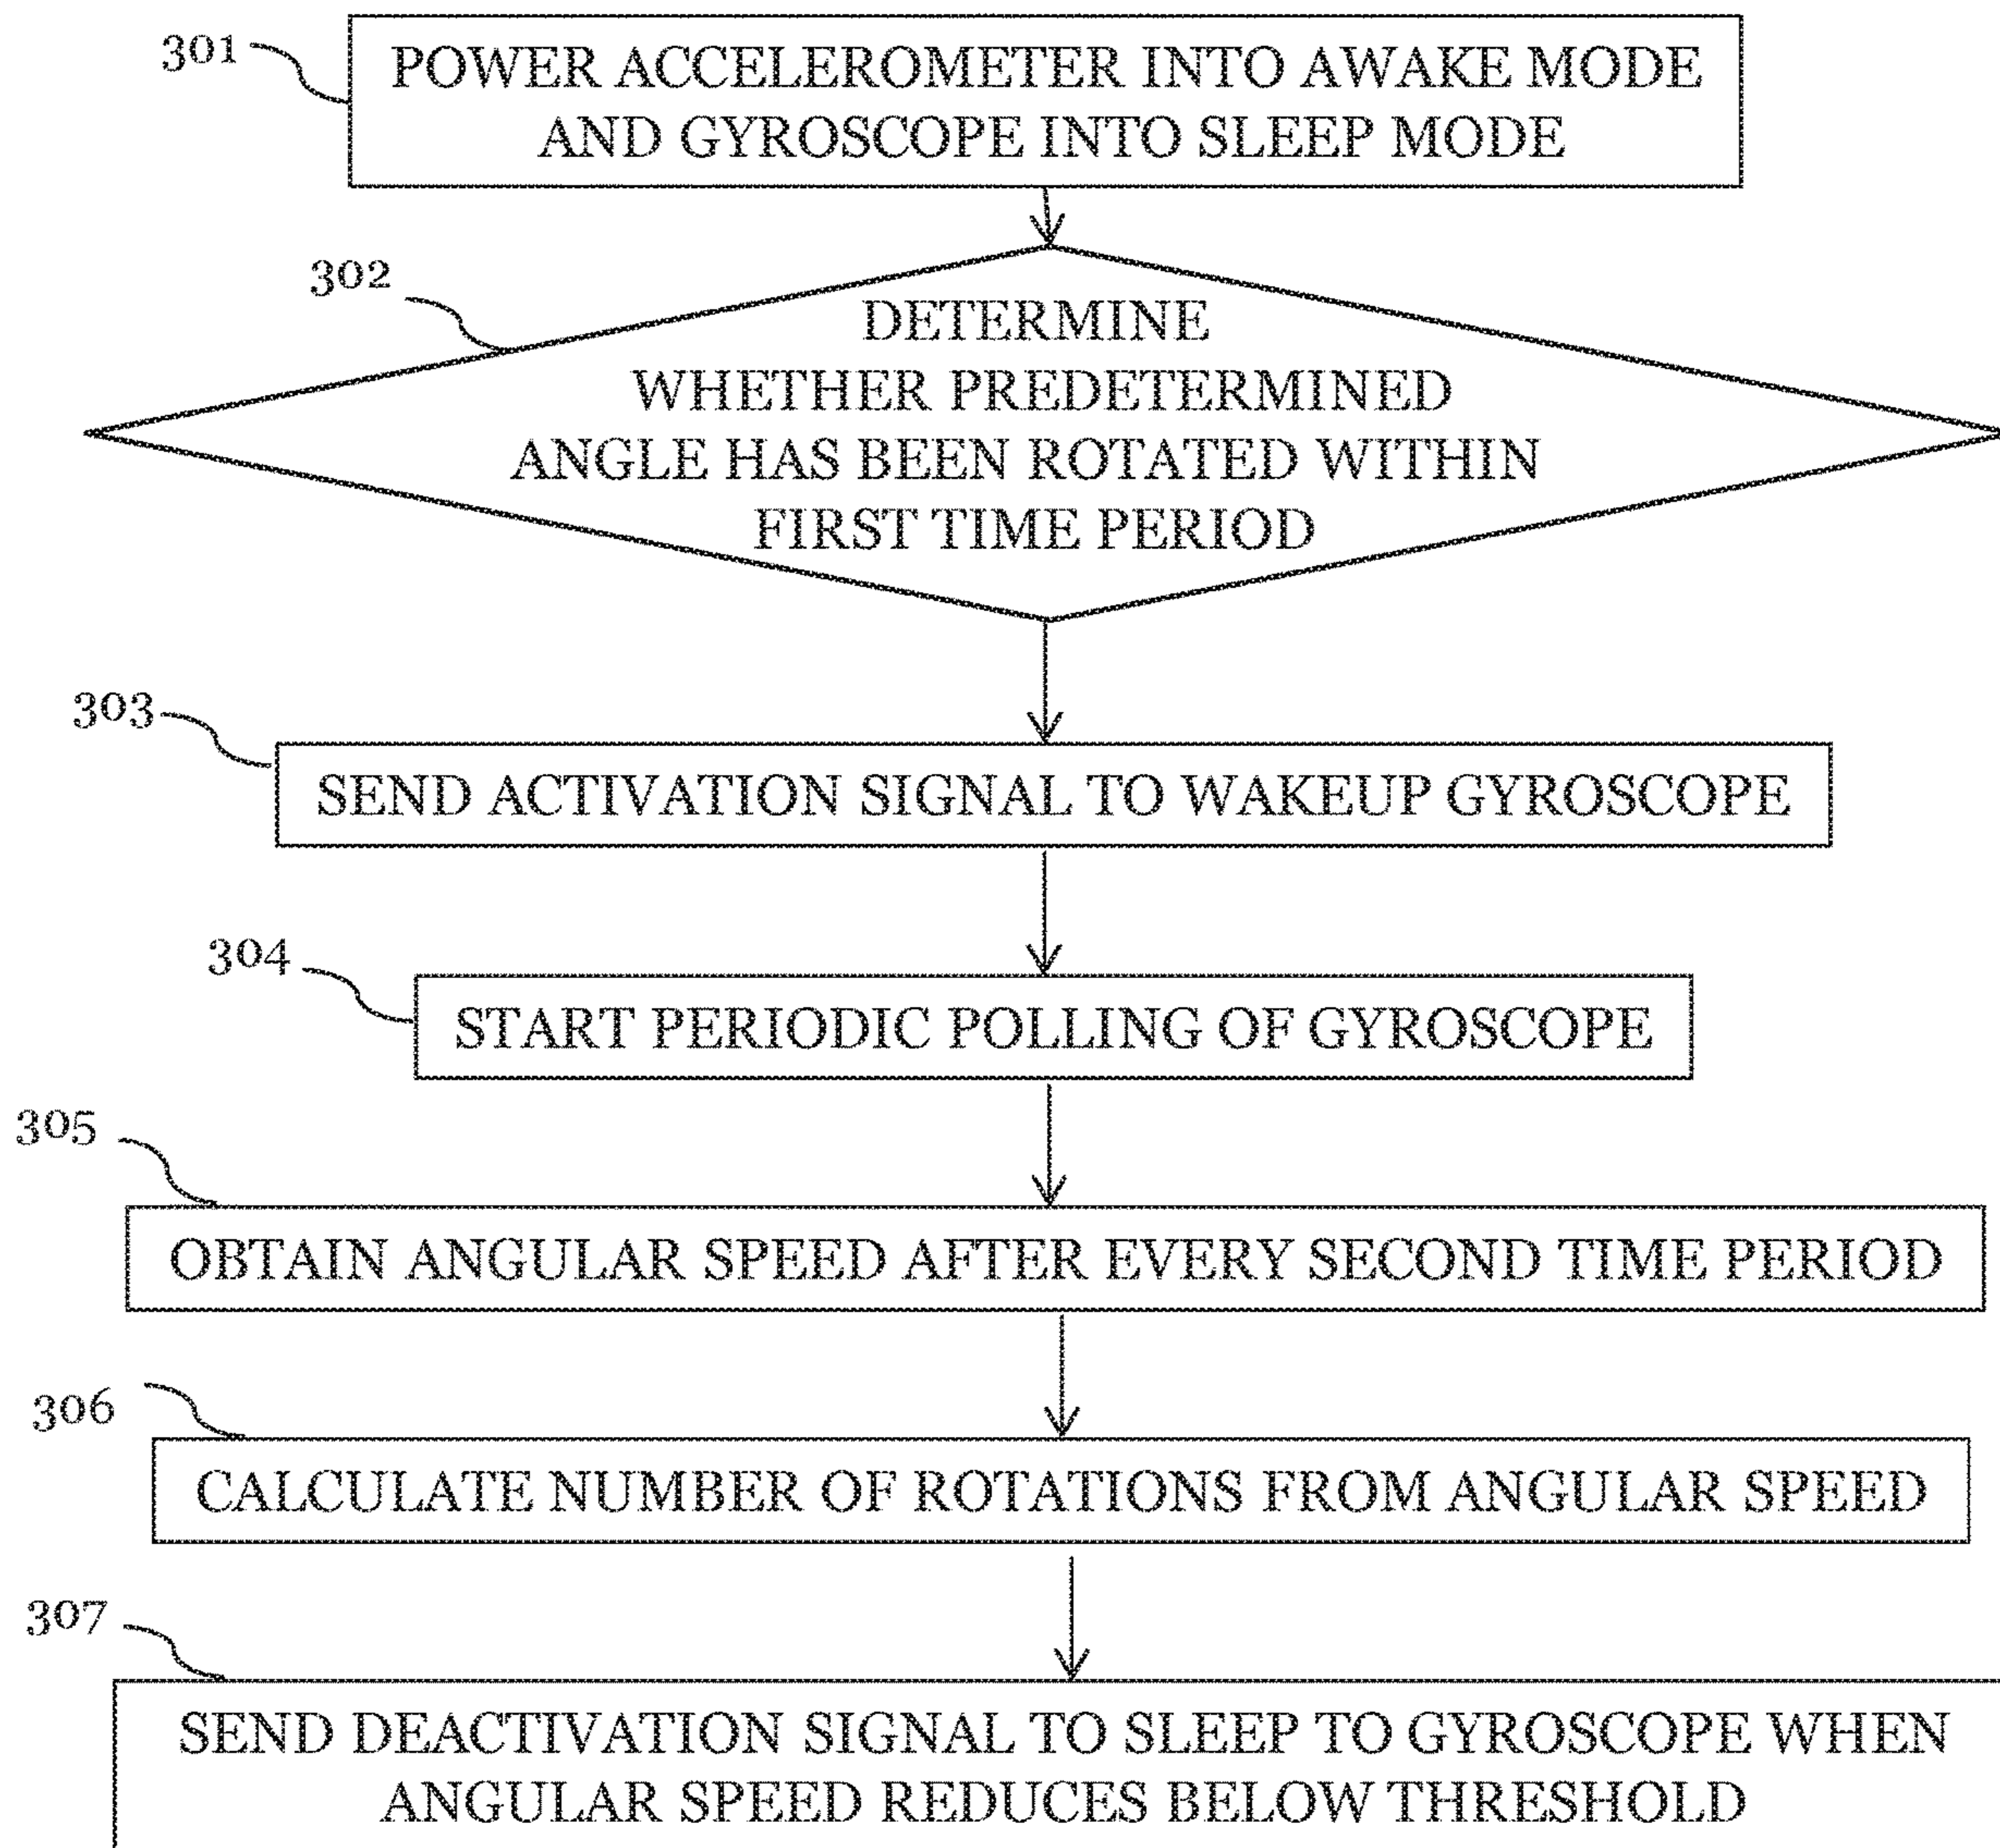 301
POWER ACCELEROMETER INTO AWAKE MODE
AND GYROSCOPE INTO SLEEP MODE
302
DETERMINE
WHETHER PREDETERMINED
ANGLE HAS BEEN ROTATED WITHIN
FIRST TIME PERIOD
303
SEND ACTIVATION SIGNAL TO WAKEUP GYROSCOPE
304
START PERIODIC POLLING OF GYROSCOPE
305
OBTAIN ANGULAR SPEED AFTER EVERY SECOND TIME PERIOD
306
CALCULATE NUMBER OF ROTATIONS FROM ANGULAR SPEED
307
SEND DEACTIVATION SIGNAL TO SLEEP TO GYROSCOPE WHEN
ANGULAR SPEED REDUCES BELOW THRESHOLD